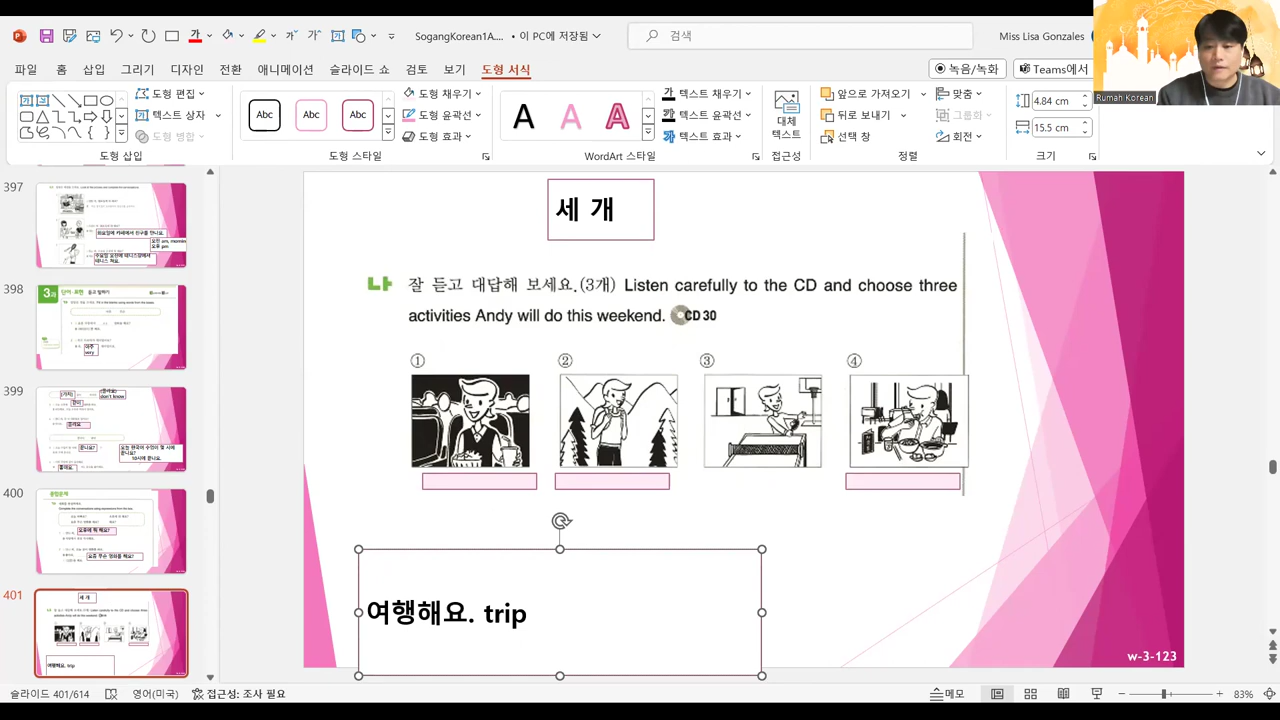 SogangKorean1A... • 이 PC에 저장됨
검색
Miss Lisa Gonzales
Rumah Korean
파일 홈 삽입 그리기 디자인 전환 애니메이션 슬라이드 쇼 검토 보기 도형 서식
녹음/녹화
Teams에서
도형 편집
텍스트 상자
도형 병합
도형 삽입
Abc Abc Abc
도형 채우기
도형 윤곽선
도형 효과
도형 스타일
A A A
텍스트 채우기
텍스트 윤곽선
텍스트 효과
WordArt 스타일
대체
텍스트
접근성
앞으로 가져오기
뒤로 보내기
선택 창
맞춤
그룹화
회전
정렬
4.84 cm
15.5 cm
크기
397
398
399
400
401
세 개
나 잘 듣고 대답해 보세요.(3개) Listen carefully to the CD and choose three
activities Andy will do this weekend. CD 30
① ② ③ ④
여행해요. trip
w-3-123
슬라이드 401/614
영어(미국)
접근성: 조사 필요
메모
83%